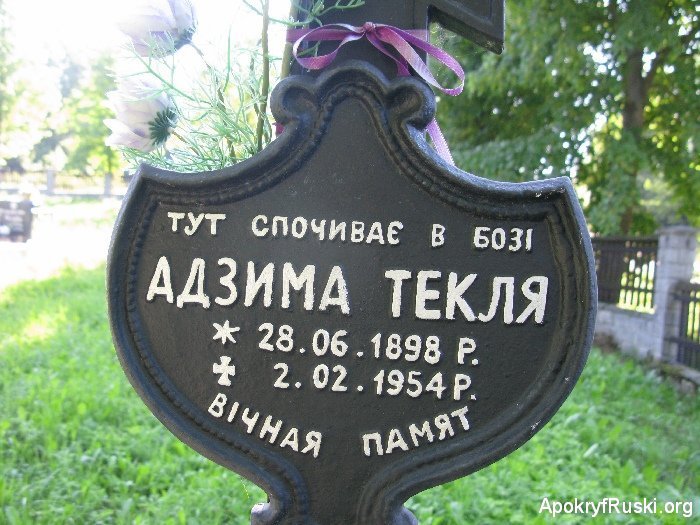 ТУТ СПОЧИВАЄ В БОЗІ
АДЗИМА ТЕКЛЯ
* 28.06.1898 Р.
✠ 2.02.1954 Р.
ВІЧНАЯ ПАМЯТ
ApokryfRuski.org